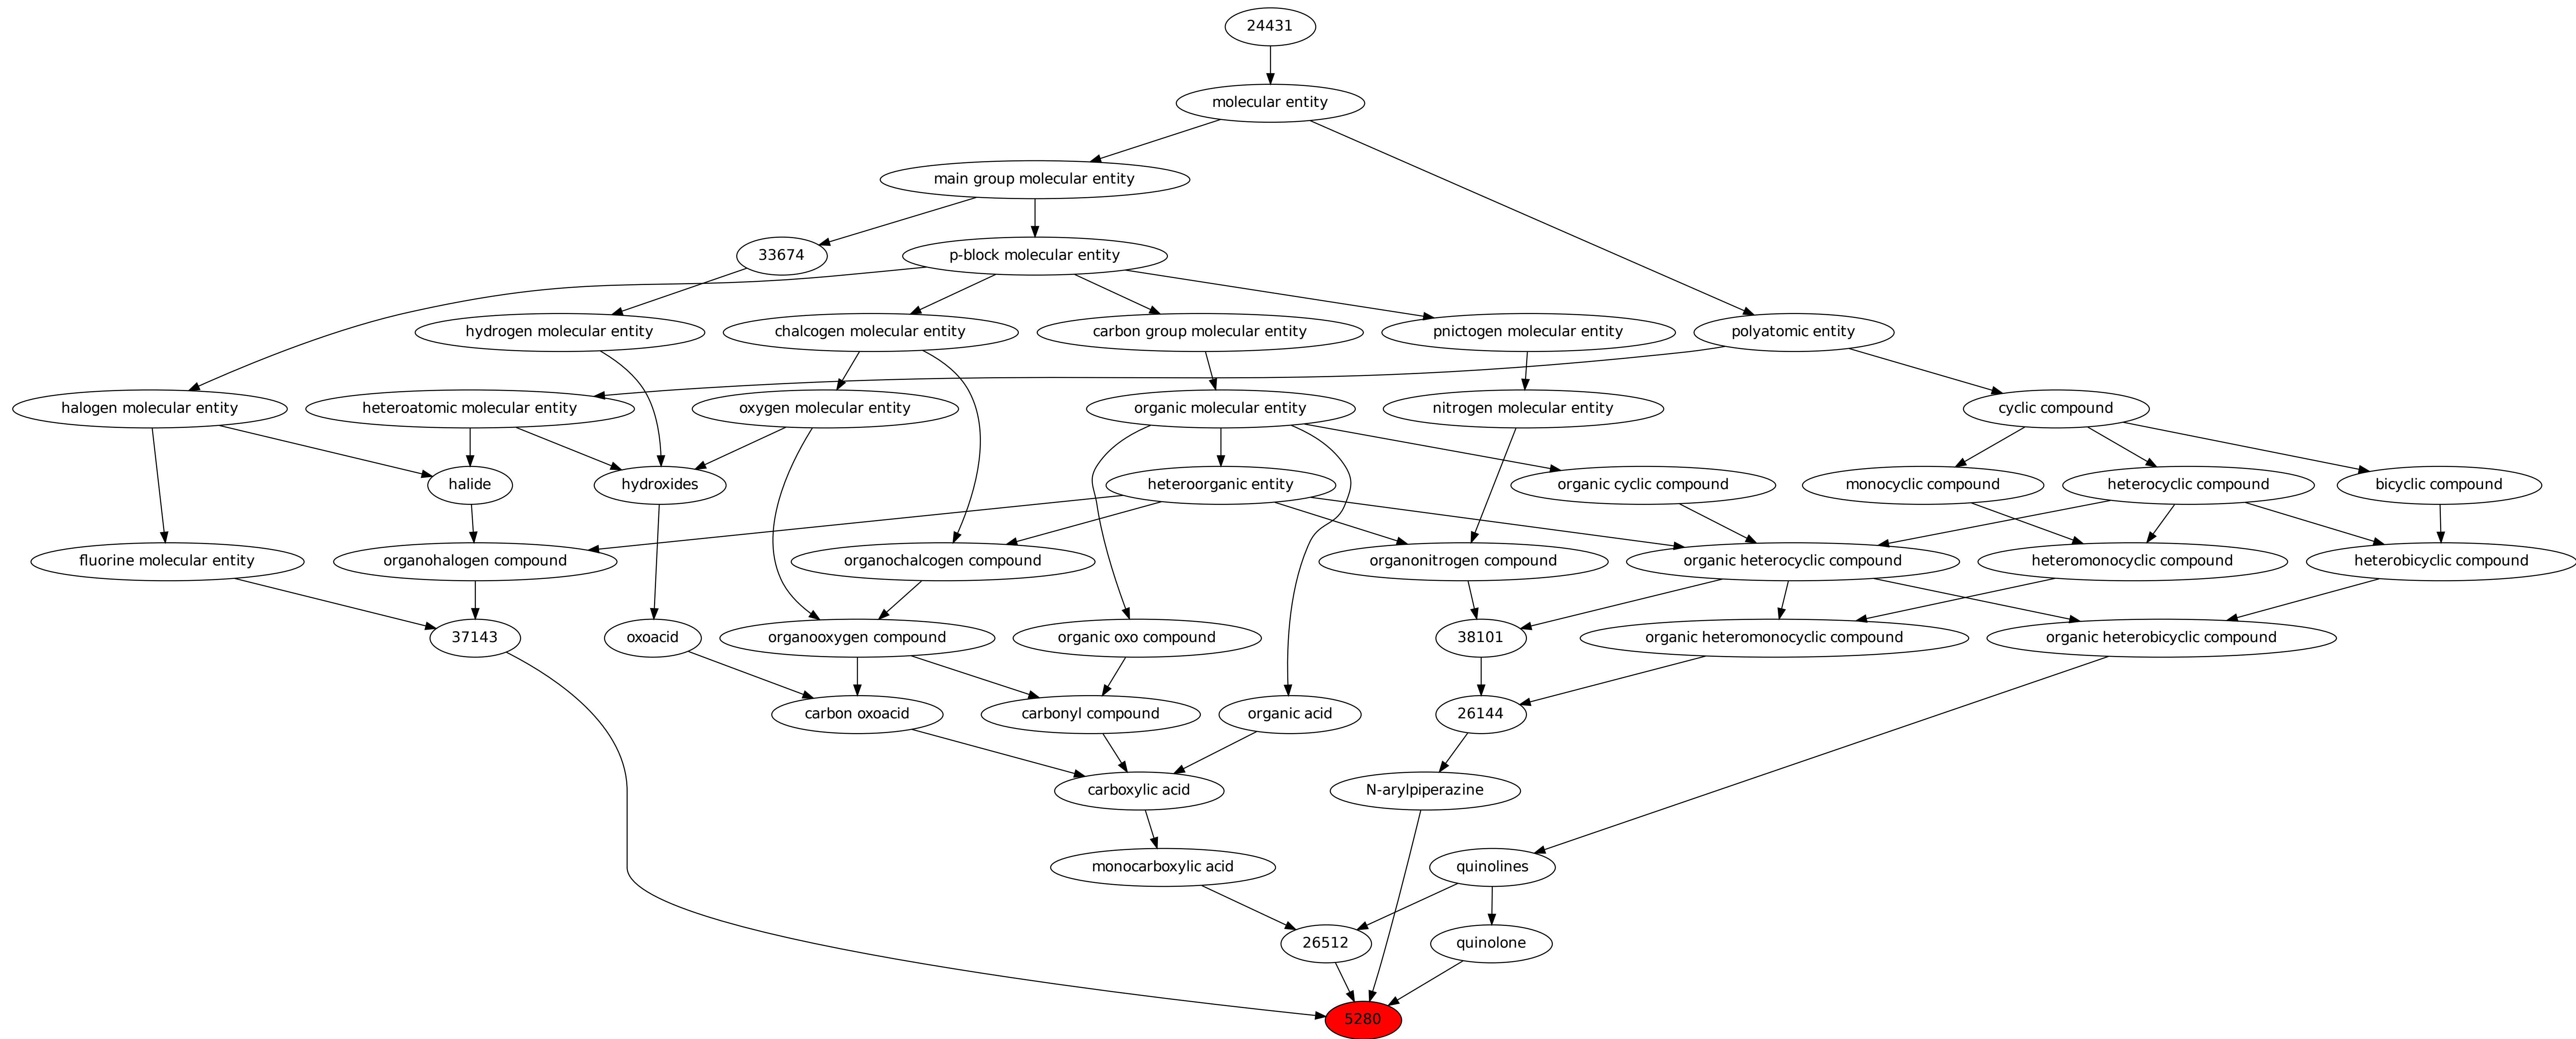 24431
molecular entity
main group molecular entity
33674
p-block molecular entity
hydrogen molecular entity
chalcogen molecular entity
carbon group molecular entity
pnictogen molecular entity
polyatomic entity
halogen molecular entity
heteroatomic molecular entity
oxygen molecular entity
organic molecular entity
nitrogen molecular entity
cyclic compound
halide
hydroxides
heteroorganic entity
organic cyclic compound
monocyclic compound
heterocyclic compound
bicyclic compound
fluorine molecular entity
organohalogen compound
organochalcogen compound
organonitrogen compound
organic heterocyclic compound
heteromonocyclic compound
heterobicyclic compound
37143
oxoacid
organooxygen compound
organic oxo compound
38101
organic heteromonocyclic compound
organic heterobicyclic compound
carbon oxoacid
carbonyl compound
organic acid
26144
carboxylic acid
N-arylpiperazine
monocarboxylic acid
quinolines
26512
quinolone
5280